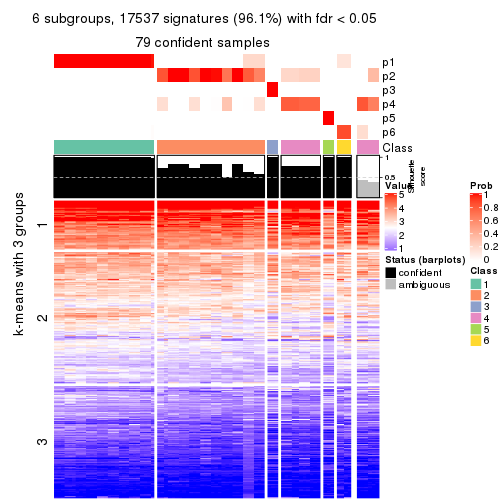 6 subgroups, 17537 signatures (96.1%) with fdr < 0.05
79 confident samples
p1
p2
p3
p4
p5
p6
Class
1
0.5
Silhouette
score
k-means with 3 groups
1
2
3
Value
5
4
3
2
1
Status (barplots)
confident
ambiguous
Prob
1
0.8
0.6
0.4
0.2
0
Class
1
2
3
4
5
6